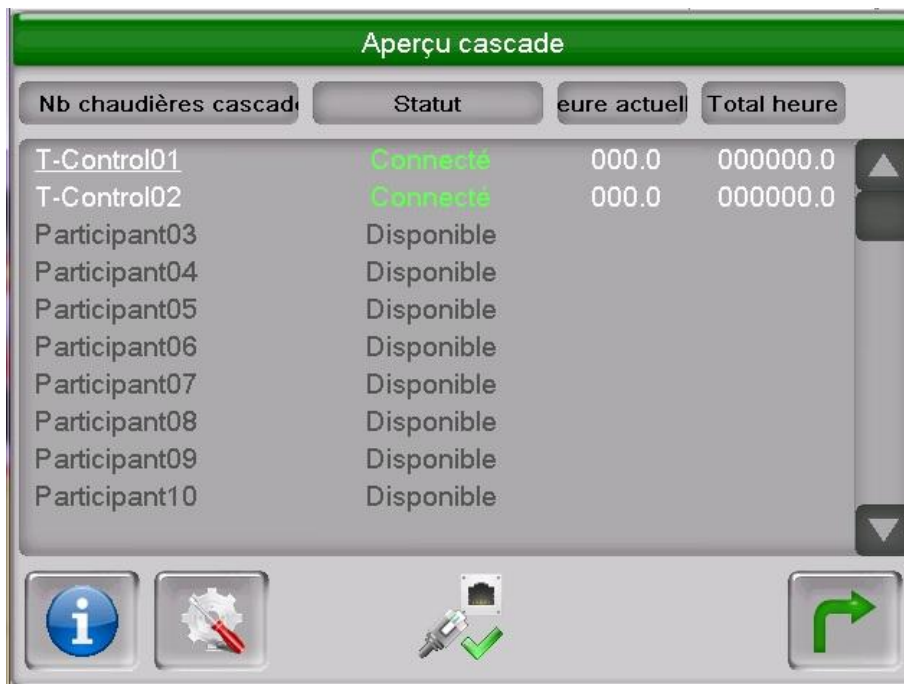 Aperçu cascade
Nb chaudières cascad Statut eure actuell Total heure
T-Control01 Connecté 000.0 000000.0
T-Control02 Connecté 000.0 000000.0
Participant03 Disponible
Participant04 Disponible
Participant05 Disponible
Participant06 Disponible
Participant07 Disponible
Participant08 Disponible
Participant09 Disponible
Participant10 Disponible
i